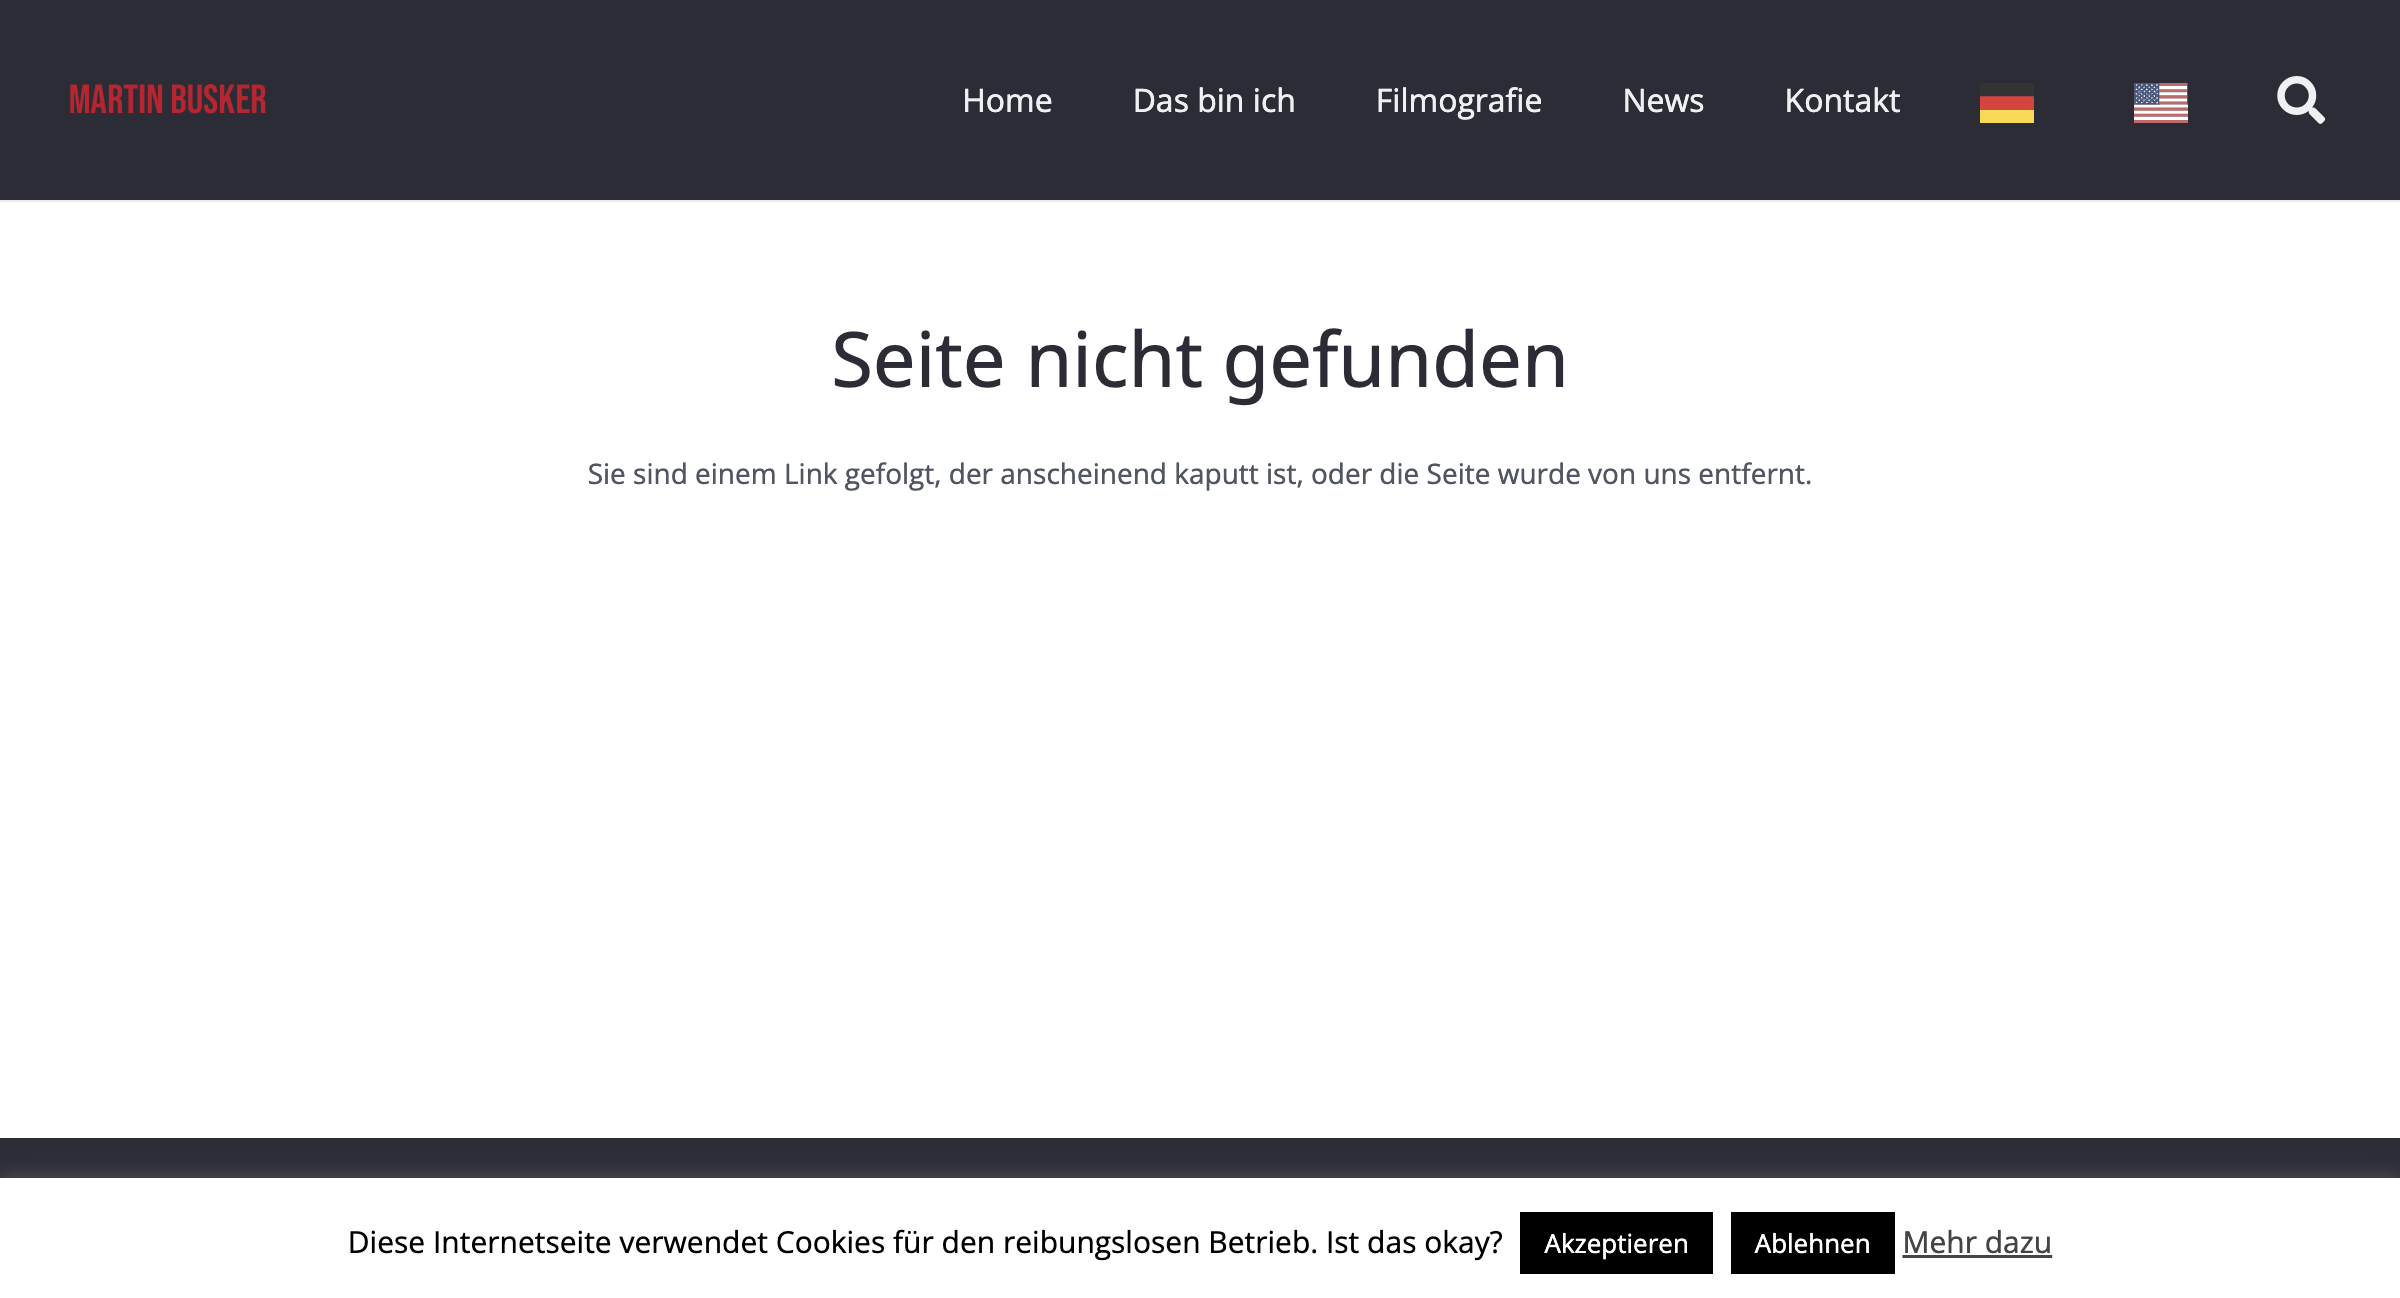 MARTIN BUSKER
Home
Das bin ich
Filmografie
News
Kontakt
Seite nicht gefunden
Sie sind einem Link gefolgt, der anscheinend kaputt ist, oder die Seite wurde von uns entfernt.
Diese Internetseite verwendet Cookies für den reibungslosen Betrieb. Ist das okay?
Akzeptieren
Ablehnen
Mehr dazu